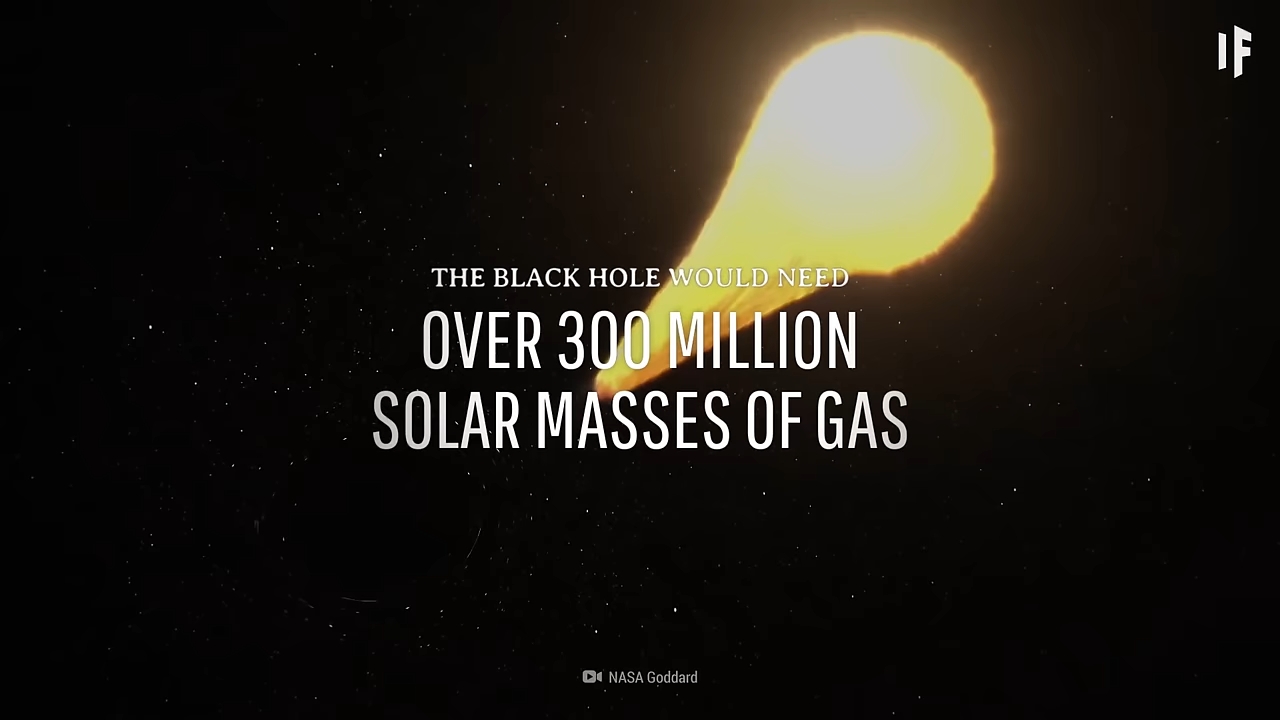 IF
THE BLACK HOLE WOULD NEED
OVER 300 MILLION
SOLAR MASSES OF GAS
NASA Goddard